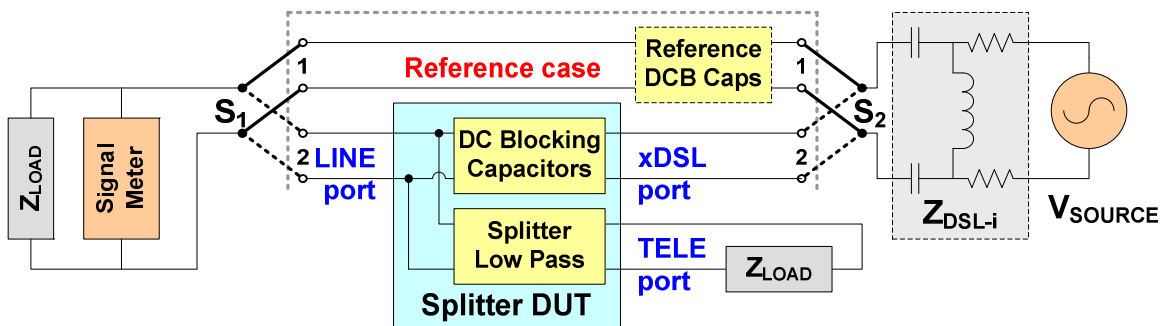 Reference
DCB Caps
Reference case
1
1
S1
S2
Z LOAD
Signal
Meter
2
2
LINE
port
DC Blocking
Capacitors
xDSL
port
Splitter
Low Pass
TELE
port
ZLOAD
Splitter DUT
ZDSL-i
VSOURCE